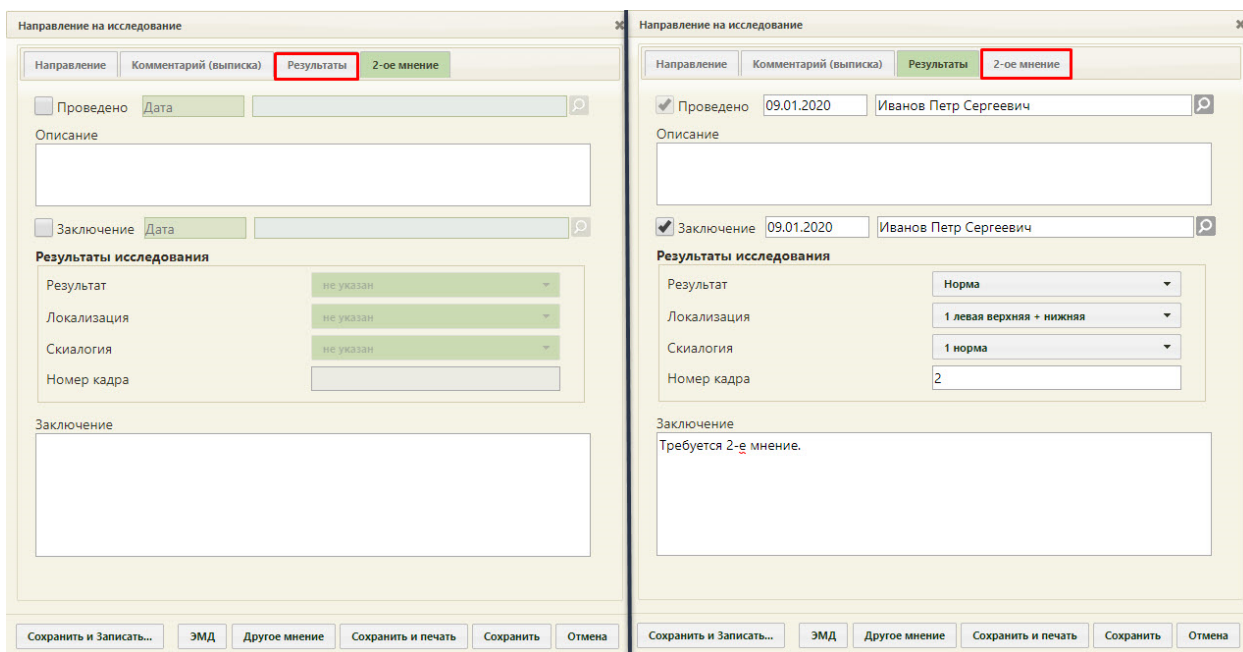 Направление на исследование
Направление Комментарий (выписка) Результаты 2-ое мнение
Проведено Дата
Описание
Заключение Дата
Результаты исследования
Результат не указан
Локализация не указан
Скиалогия не указан
Номер кадра
Заключение
Сохранить и Записать... ЭМД Другое мнение Сохранить и печать Сохранить Отмена
Направление на исследование
Направление Комментарий (выписка) Результаты 2-ое мнение
Проведено 09.01.2020 Иванов Петр Сергеевич
Описание
Заключение 09.01.2020 Иванов Петр Сергеевич
Результаты исследования
Результат Норма
Локализация 1 левая верхняя + нижняя
Скиалогия 1 норма
Номер кадра 2
Заключение
Требуется 2-е мнение.
Сохранить и Записать... ЭМД Другое мнение Сохранить и печать Сохранить Отмена